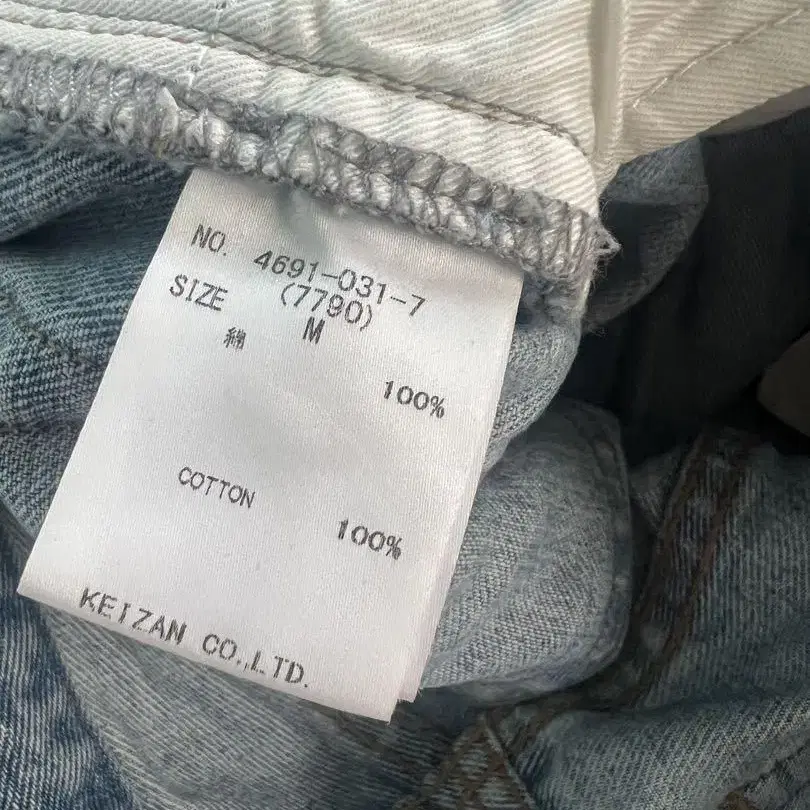 NO. 4691-031-7
(7790)
SIZE M
綿 100%
COTTON 100%
KEIZAN CO.,LTD.